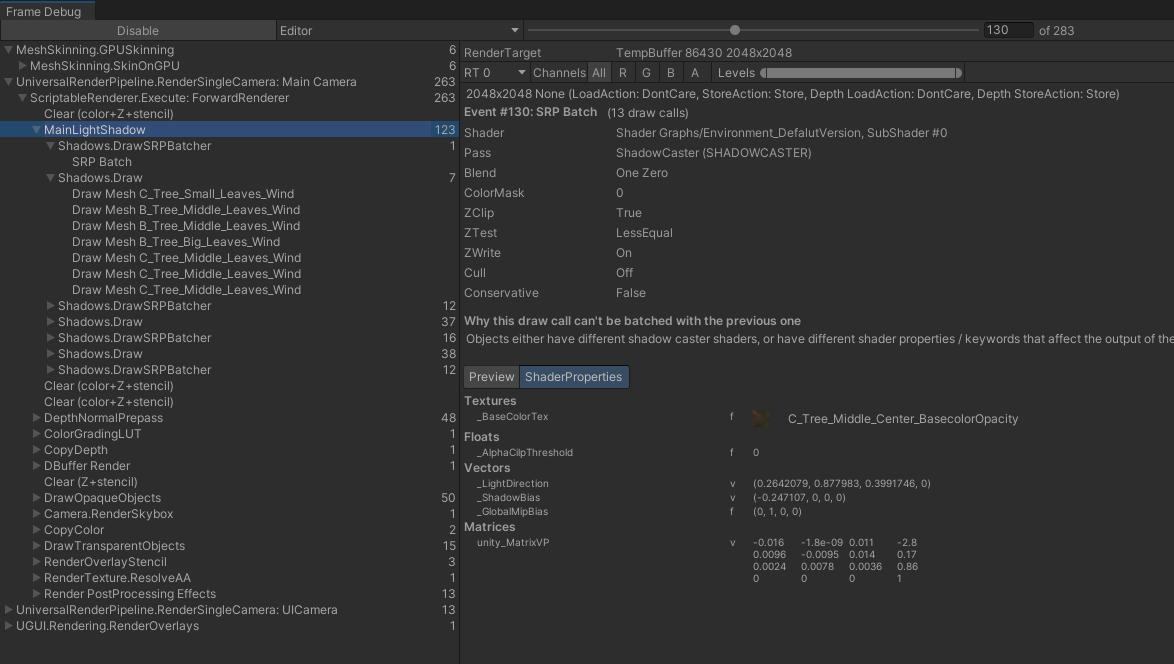 Frame Debug
Disable
Editor
130 of 283
MeshSkinning.GPUSkinning 6
MeshSkinning.SkinOnGPU 6
UniversalRenderPipeline.RenderSingleCamera: Main Camera 263
ScriptableRenderer.Execute: ForwardRenderer 263
Clear (color+Z+stencil)
MainLightShadow 123
Shadows.DrawSRPBatcher 1
SRP Batch
Shadows.Draw 7
Draw Mesh C_Tree_Small_Leaves_Wind
Draw Mesh B_Tree_Middle_Leaves_Wind
Draw Mesh B_Tree_Middle_Leaves_Wind
Draw Mesh B_Tree_Big_Leaves_Wind
Draw Mesh C_Tree_Middle_Leaves_Wind
Draw Mesh C_Tree_Middle_Leaves_Wind
Draw Mesh C_Tree_Middle_Leaves_Wind
Shadows.DrawSRPBatcher 12
Shadows.Draw 37
Shadows.DrawSRPBatcher 16
Shadows.Draw 38
Shadows.DrawSRPBatcher 12
Clear (color+Z+stencil)
Clear (color+Z+stencil)
DepthNormalPrepass 48
ColorGradingLUT 1
CopyDepth 1
DBuffer Render 1
Clear (Z+stencil)
DrawOpaqueObjects 50
Camera.RenderSkybox 1
CopyColor 2
DrawTransparentObjects 15
RenderOverlayStencil 3
RenderTexture.ResolveAA 1
Render PostProcessing Effects 13
UniversalRenderPipeline.RenderSingleCamera: UICamera 13
UGUI.Rendering.RenderOverlays 1
RenderTarget TempBuffer 86430 2048x2048
RT 0 Channels All R G B A Levels
2048x2048 None (LoadAction: DontCare, StoreAction: Store, Depth LoadAction: DontCare, Depth StoreAction: Store)
Event #130: SRP Batch (13 draw calls)
Shader Shader Graphs/Environment_DefalutVersion, SubShader #0
Pass ShadowCaster (SHADOWCASTER)
Blend One Zero
ColorMask 0
ZClip True
ZTest LessEqual
ZWrite On
Cull Off
Conservative False
Why this draw call can't be batched with the previous one
Objects either have different shadow caster shaders, or have different shader properties / keywords that affect the output of the
Preview ShaderProperties
Textures
_BaseColorTex f C_Tree_Middle_Center_BasecolorOpacity
Floats
_AlphaCilpThreshold f 0
Vectors
_LightDirection v (0.2642079, 0.877983, 0.3991746, 0)
_ShadowBias v (-0.247107, 0, 0, 0)
_GlobalMipBias f (0, 1, 0, 0)
Matrices
unity_MatrixVP v -0.016 -1.8e-09 0.011 -2.8
0.0096 -0.0095 0.014 0.17
0.0024 0.0078 0.0036 0.86
0 0 0 1